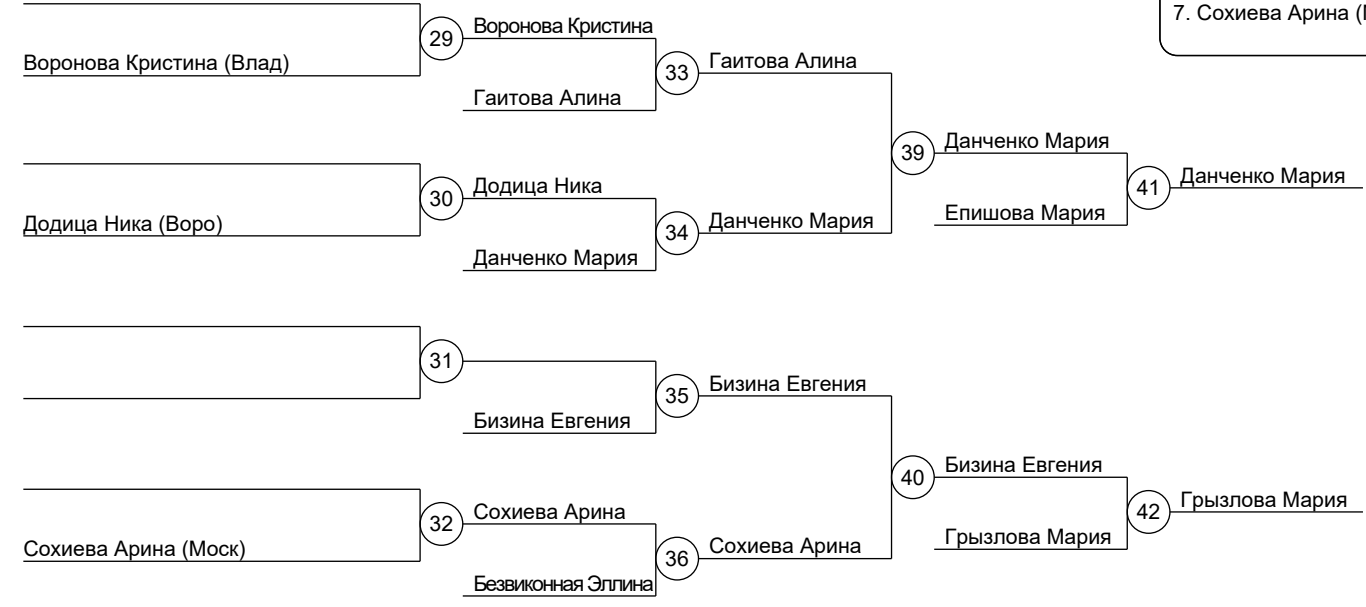 7. Сохиева Арина (
29
Воронова Кристина
Воронова Кристина (Влад)
33
Гаитова Алина
Гаитова Алина
39
Данченко Мария
41
Данченко Мария
30
Додица Ника
Епишова Мария
Додица Ника (Воро)
34
Данченко Мария
Данченко Мария
31
35
Бизина Евгения
Бизина Евгения
40
Бизина Евгения
42
Грызлова Мария
32
Сохиева Арина
Грызлова Мария
Сохиева Арина (Моск)
36
Сохиева Арина
Безвиконная Эллина